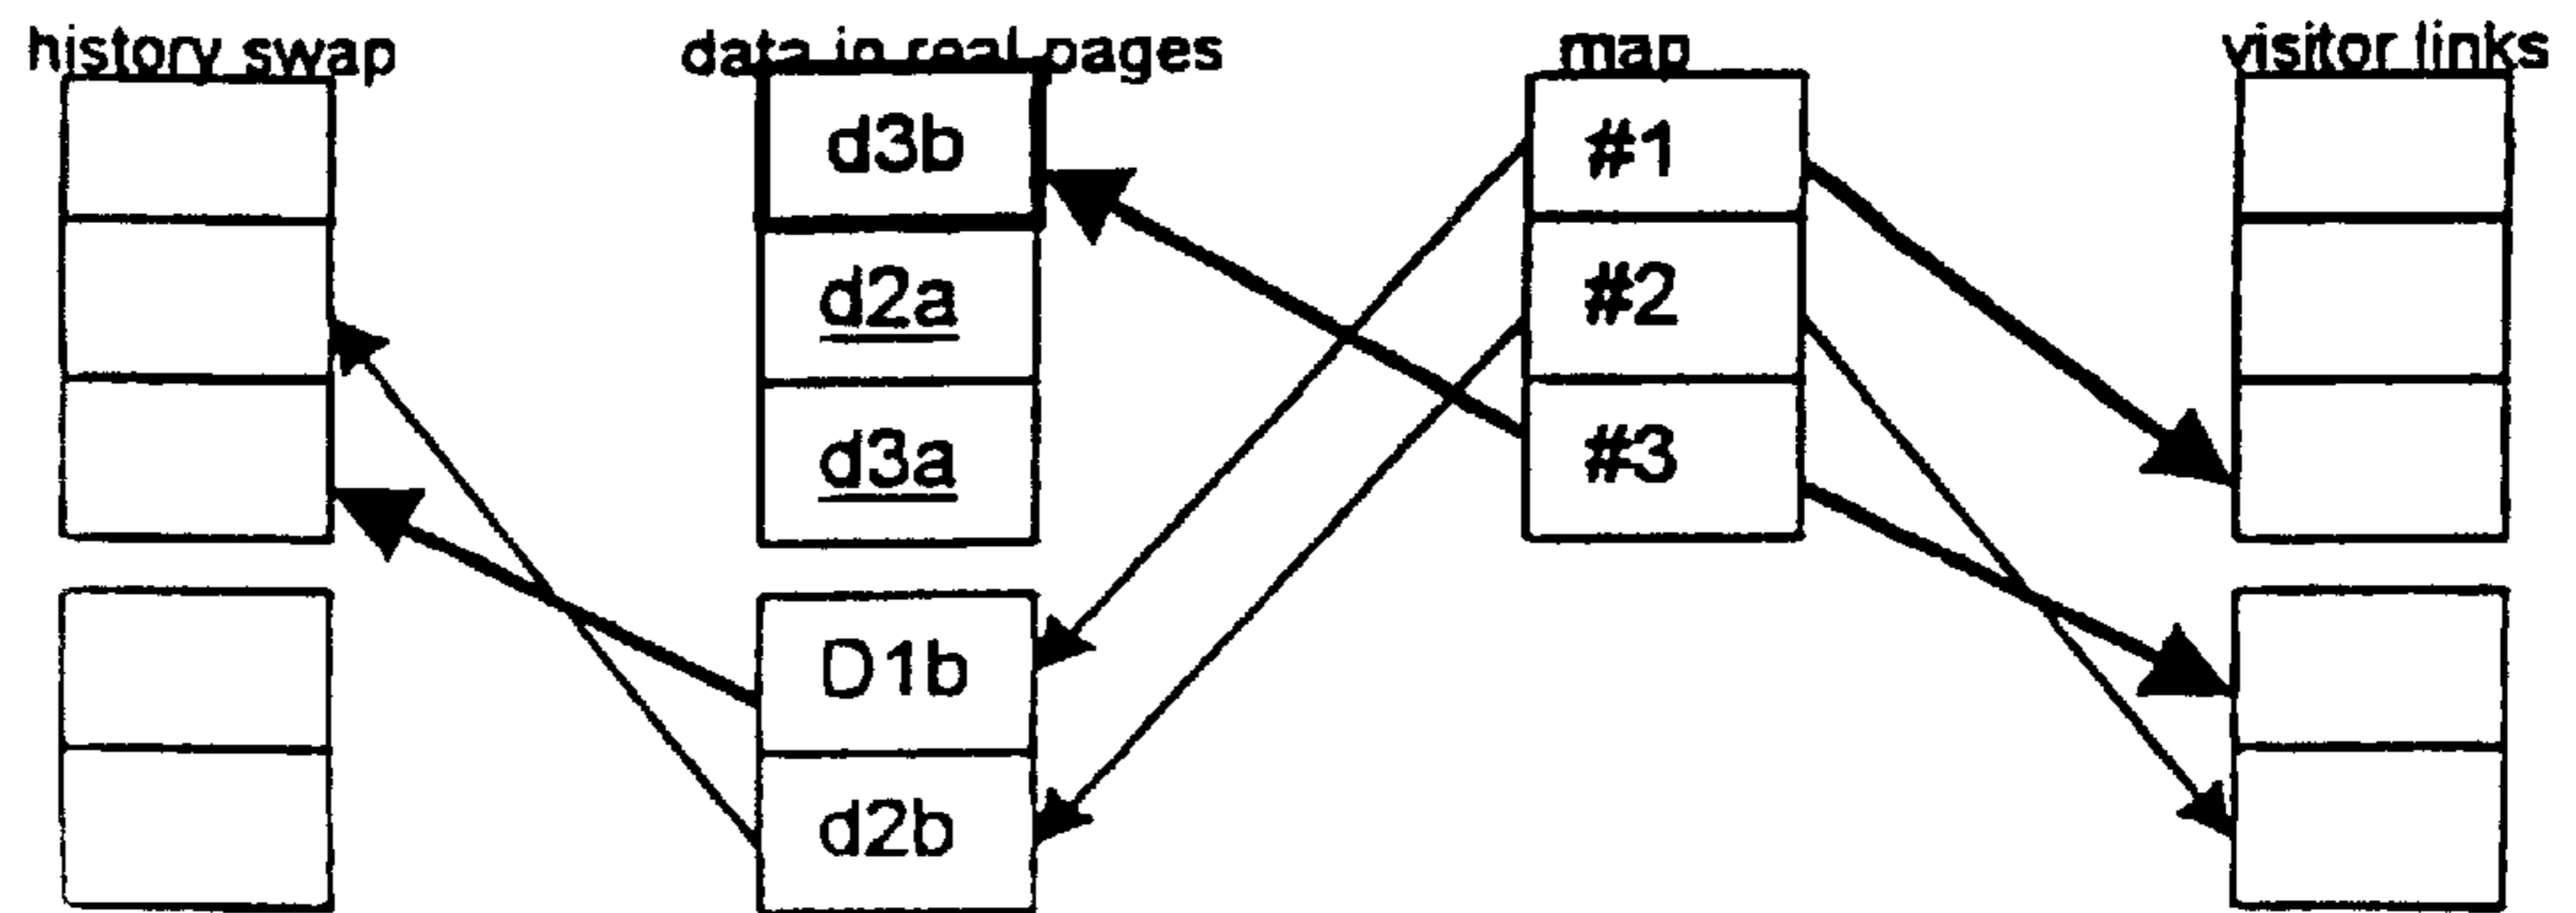 history swap
data in real pages
map
visitor links
d3b
d2a
d3a
D1b
d2b
#1
#2
#3